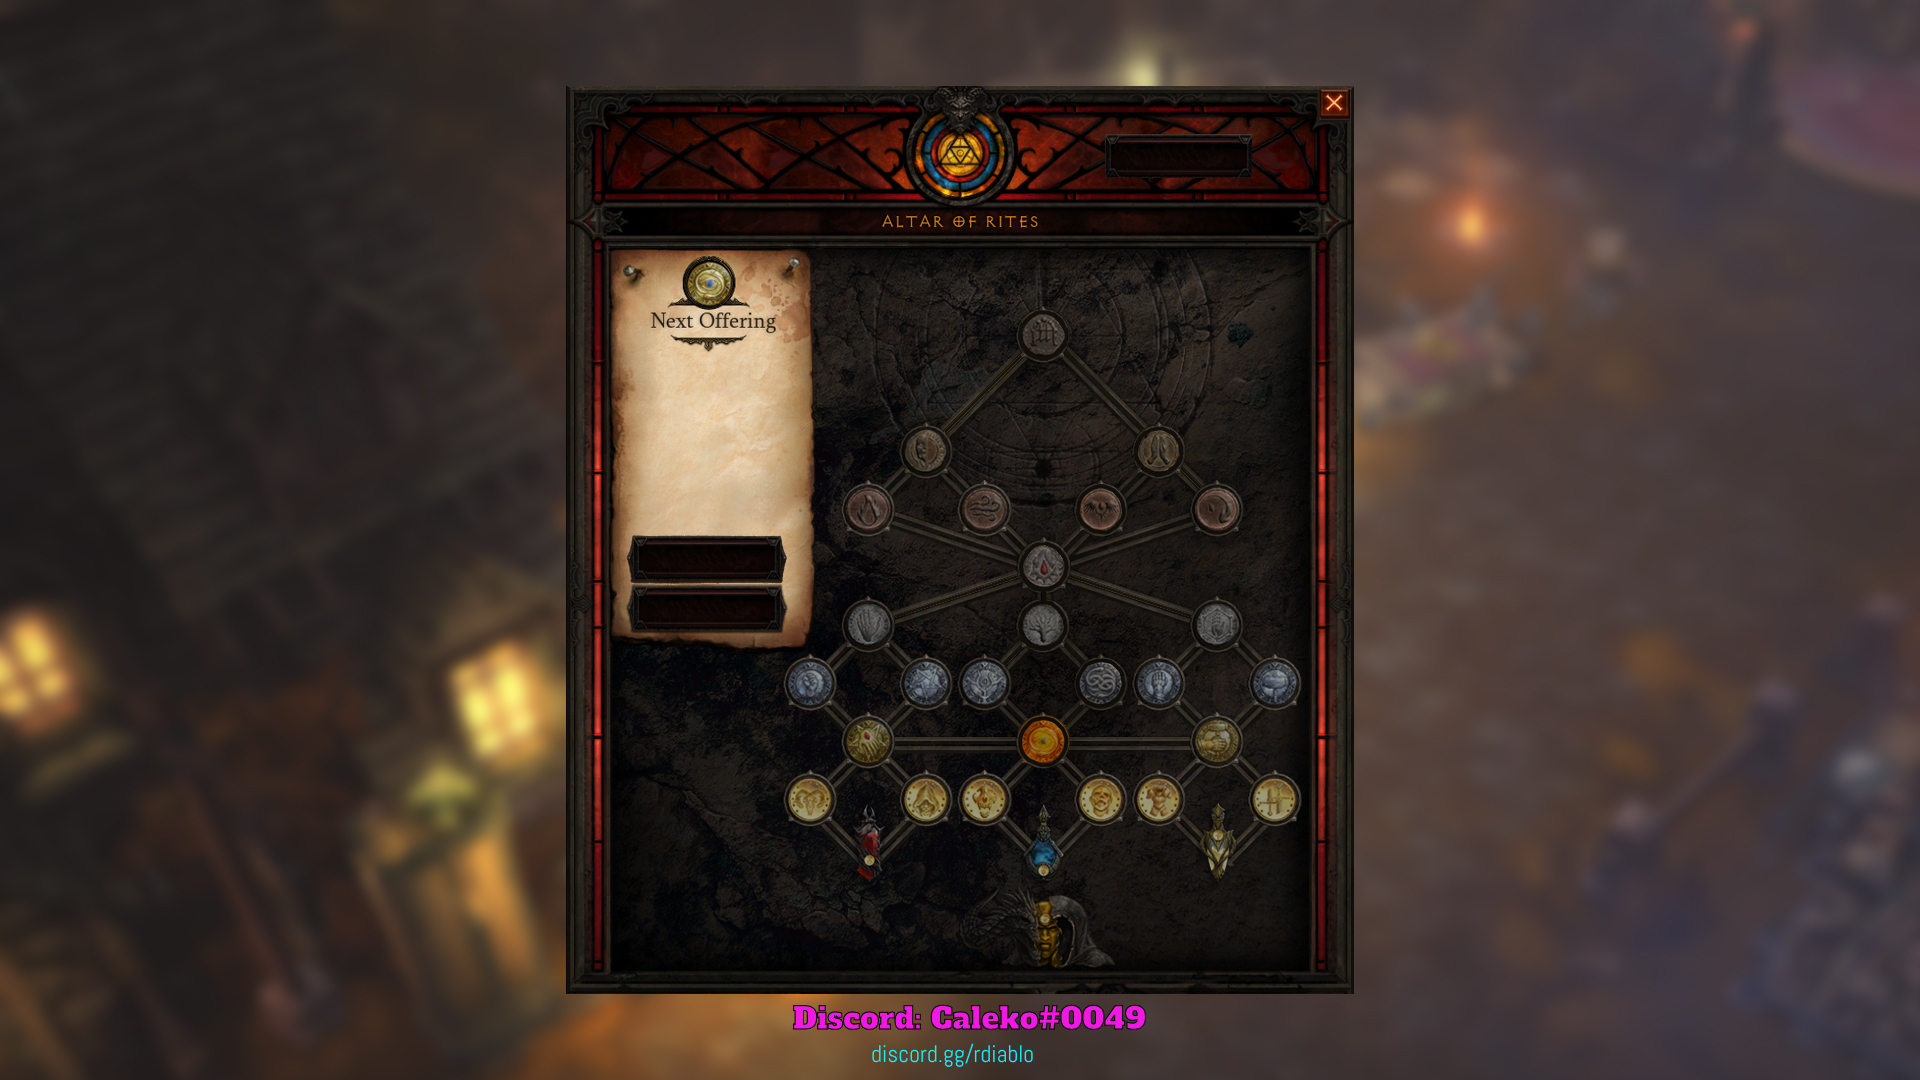 ALTAR OF RITES
Next Offering
Discord: Caleko#0049
discord.gg/rdiablo